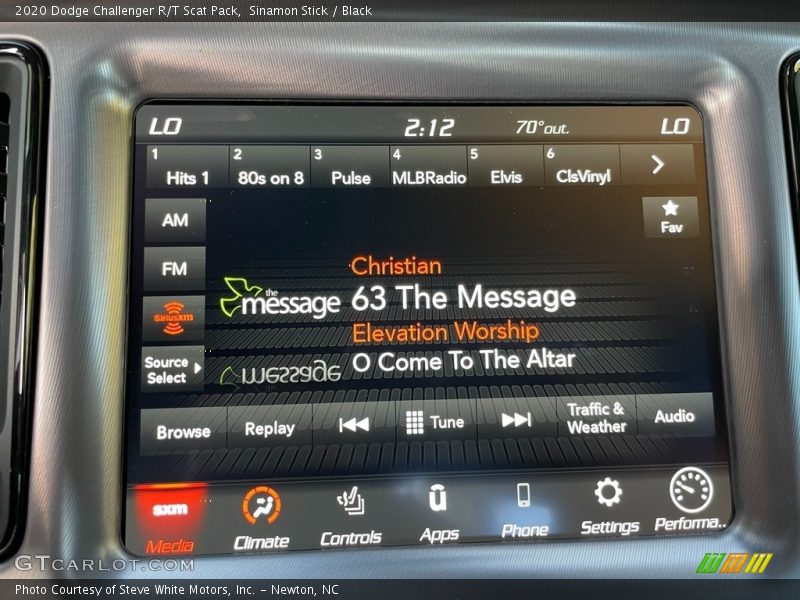 2020 Dodge Challenger R/T Scat Pack, Sinamon Stick / Black
LO 2:12 70°out. LO
1 Hits 1 2 80s on 8 3 Pulse 4 MLBRadio 5 Elvis 6 ClsVinyl
AM
Fav
FM
Christian
the message 63 The Message
SiriusXM
Elevation Worship
Source Select
message O Come To The Altar
Browse Replay Tune Traffic & Weather Audio
sxm
Media Climate Controls Apps Phone Settings Performa..
GTCARLOT.COM
Photo Courtesy of Steve White Motors, Inc. – Newton, NC